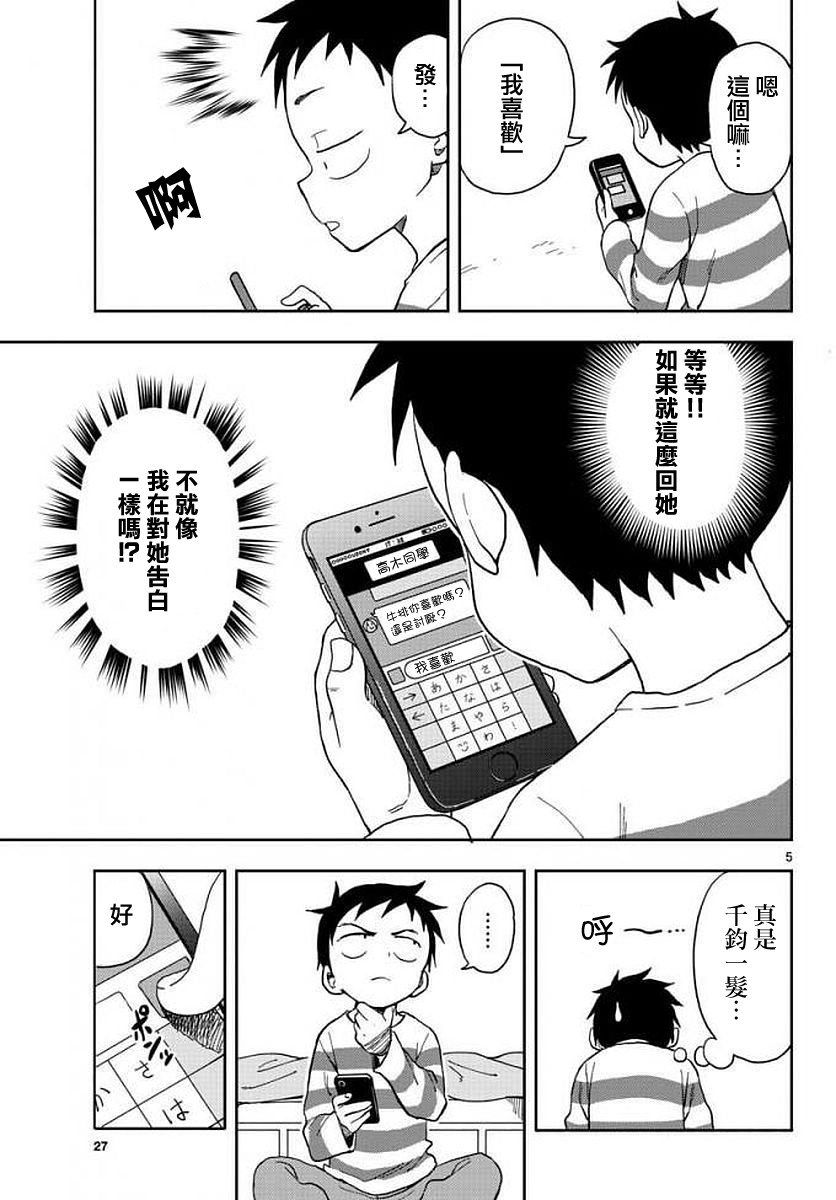 嗯
這個嘛…
「我喜歡」
發…
啊
等等!!
如果就這麼回她
高木同學
牛排你喜歡嗎?
還是討厭?
我喜歡
→ あ か さ
← た な は
ま や ら
わ !
不就像
我在對她告白
一樣嗎!?
5
真是
千鈞一髮…
呼~…
……
好
ポンッ
か さ
は
27